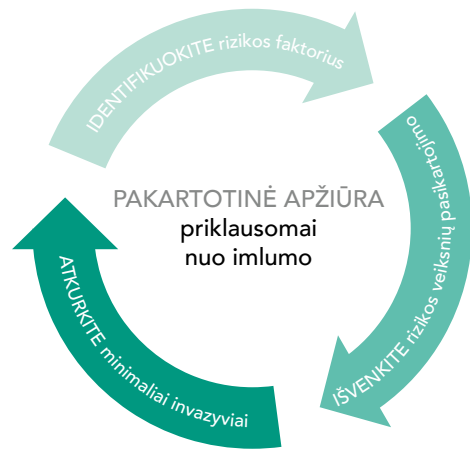 IDENTIFIKUOKITE rizikos faktorius
IŠVENKITE rizikos veiksnių pasikartojimo
ATKURKITE minimaliai invazyviai
PAKARTOTINĖ APŽIŪRA
priklausomai
nuo imlumo